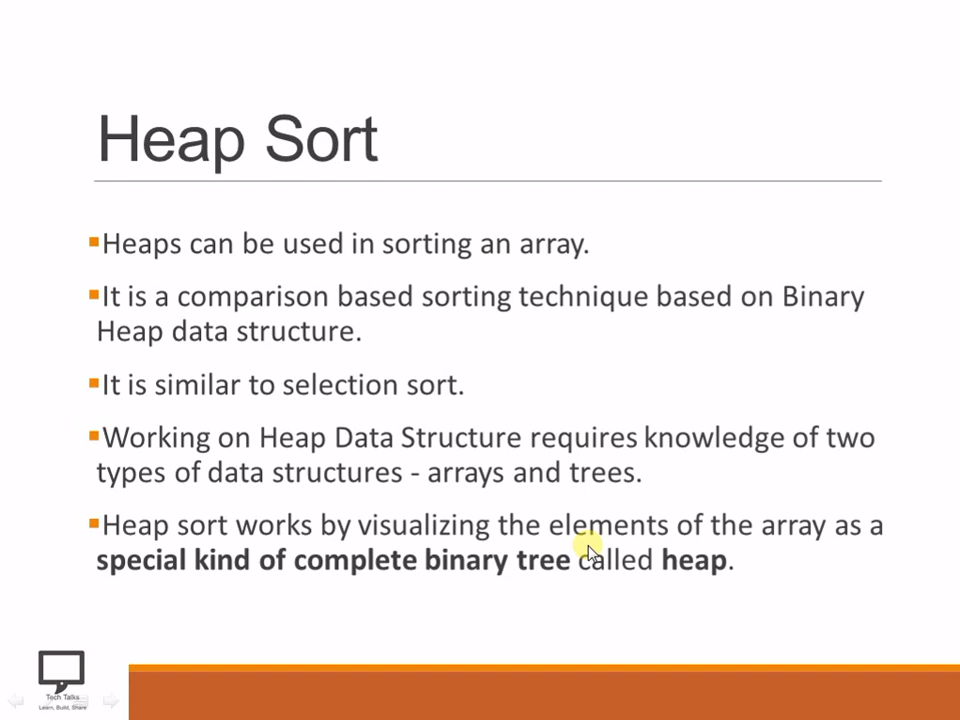 Heap Sort
▪Heaps can be used in sorting an array.
▪It is a comparison based sorting technique based on Binary
Heap data structure.
▪It is similar to selection sort.
▪Working on Heap Data Structure requires knowledge of two
types of data structures - arrays and trees.
▪Heap sort works by visualizing the elements of the array as a
special kind of complete binary tree called heap.
Tech Talks
Learn, Build, Share